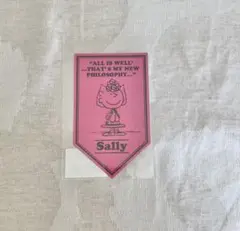 "ALL IS WELL'
...THAT'S MY NEW
PHILOSOPHY..."
Sally